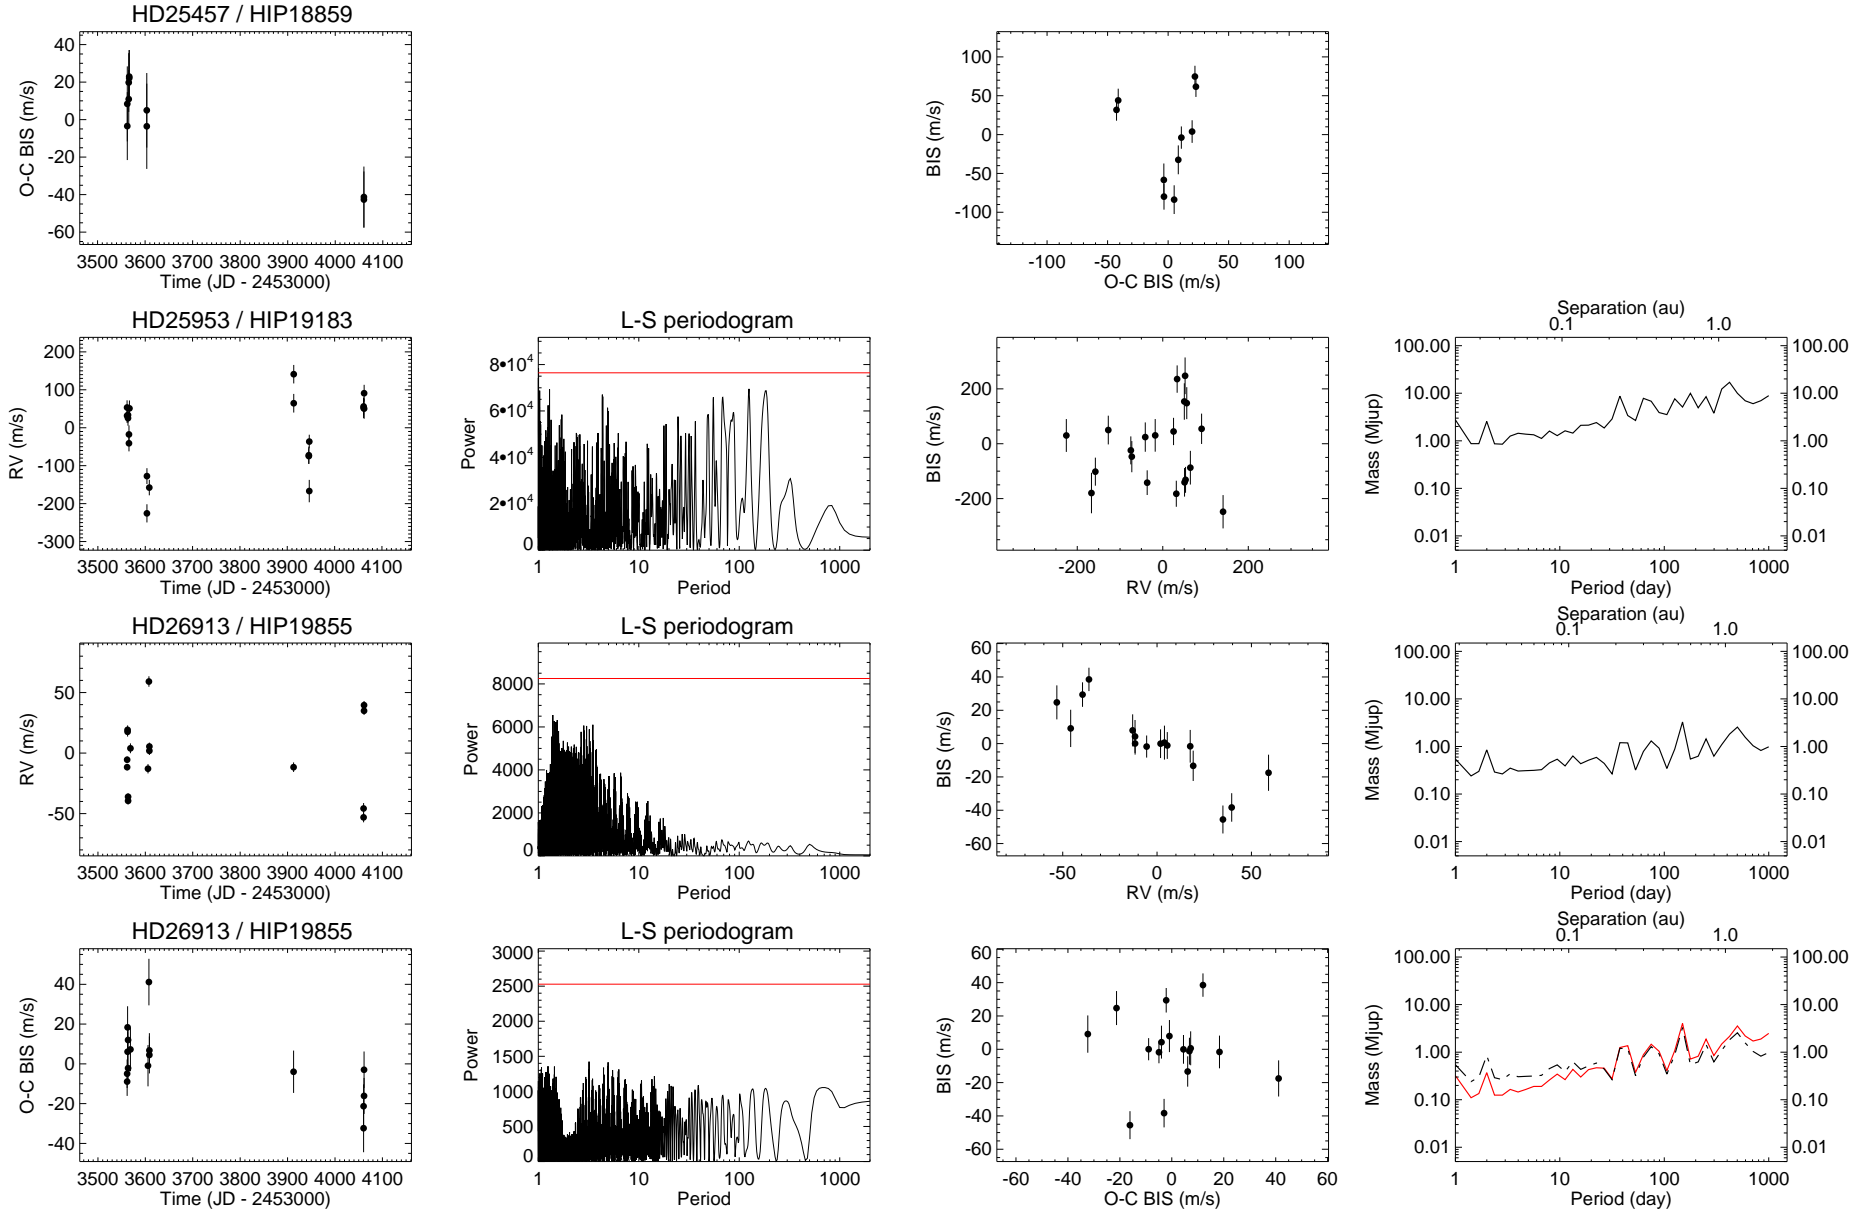 HD25457 / HIP18859
40
20
0
-20
-40
-60
O-C BIS (m/s)
3500 3600 3700 3800 3900 4000 4100
Time (JD - 2453000)
100
50
0
-50
-100
BIS (m/s)
-100 -50 0 50 100
O-C BIS (m/s)
HD25953 / HIP19183
200
100
0
-100
-200
-300
RV (m/s)
3500 3600 3700 3800 3900 4000 4100
Time (JD - 2453000)
L-S periodogram
8•10⁴
6•10⁴
4•10⁴
2•10⁴
0
Power
1 10 100 1000
Period
200
0
-200
BIS (m/s)
-200 0 200
RV (m/s)
Separation (au)
0.1 1.0
100.00 100.00
10.00 10.00
1.00 1.00
0.10 0.10
0.01 0.01
Mass (Mjup)
1 10 100 1000
Period (day)
HD26913 / HIP19855
50
0
-50
RV (m/s)
3500 3600 3700 3800 3900 4000 4100
Time (JD - 2453000)
L-S periodogram
8000
6000
4000
2000
0
Power
1 10 100 1000
Period
60
40
20
0
-20
-40
-60
BIS (m/s)
-50 0 50
RV (m/s)
Separation (au)
0.1 1.0
100.00 100.00
10.00 10.00
1.00 1.00
0.10 0.10
0.01 0.01
Mass (Mjup)
1 10 100 1000
Period (day)
HD26913 / HIP19855
40
20
0
-20
-40
O-C BIS (m/s)
3500 3600 3700 3800 3900 4000 4100
Time (JD - 2453000)
L-S periodogram
3000
2500
2000
1500
1000
500
0
Power
1 10 100 1000
Period
60
40
20
0
-20
-40
-60
BIS (m/s)
-60 -40 -20 0 20 40 60
O-C BIS (m/s)
Separation (au)
0.1 1.0
100.00 100.00
10.00 10.00
1.00 1.00
0.10 0.10
0.01 0.01
Mass (Mjup)
1 10 100 1000
Period (day)